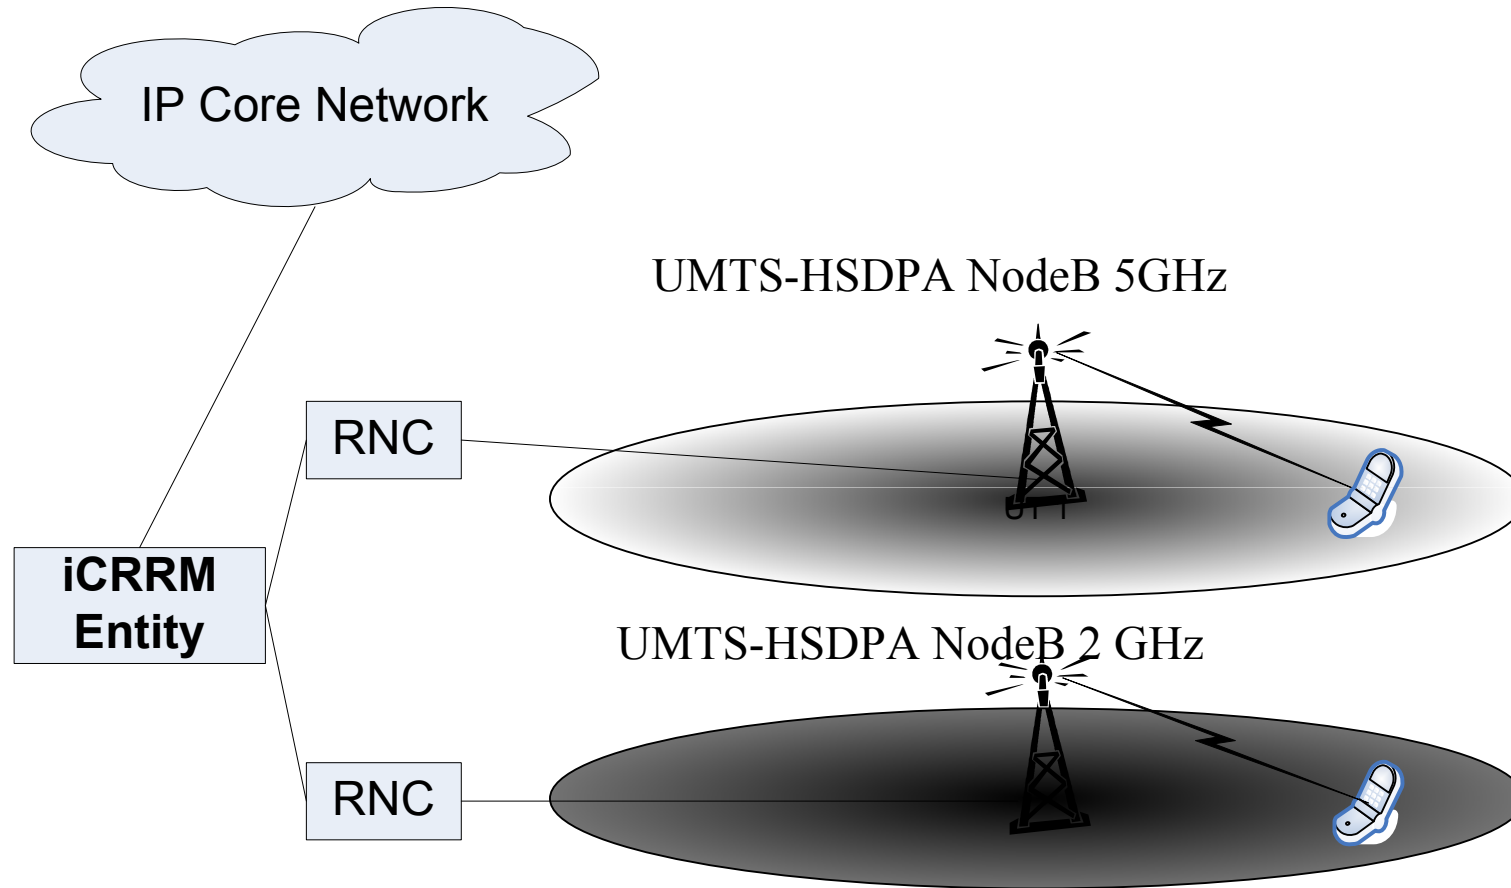 IP Core Network
UMTS-HSDPA NodeB 5GHz
RNC
iCRRM
Entity
UMTS-HSDPA NodeB 2 GHz
RNC